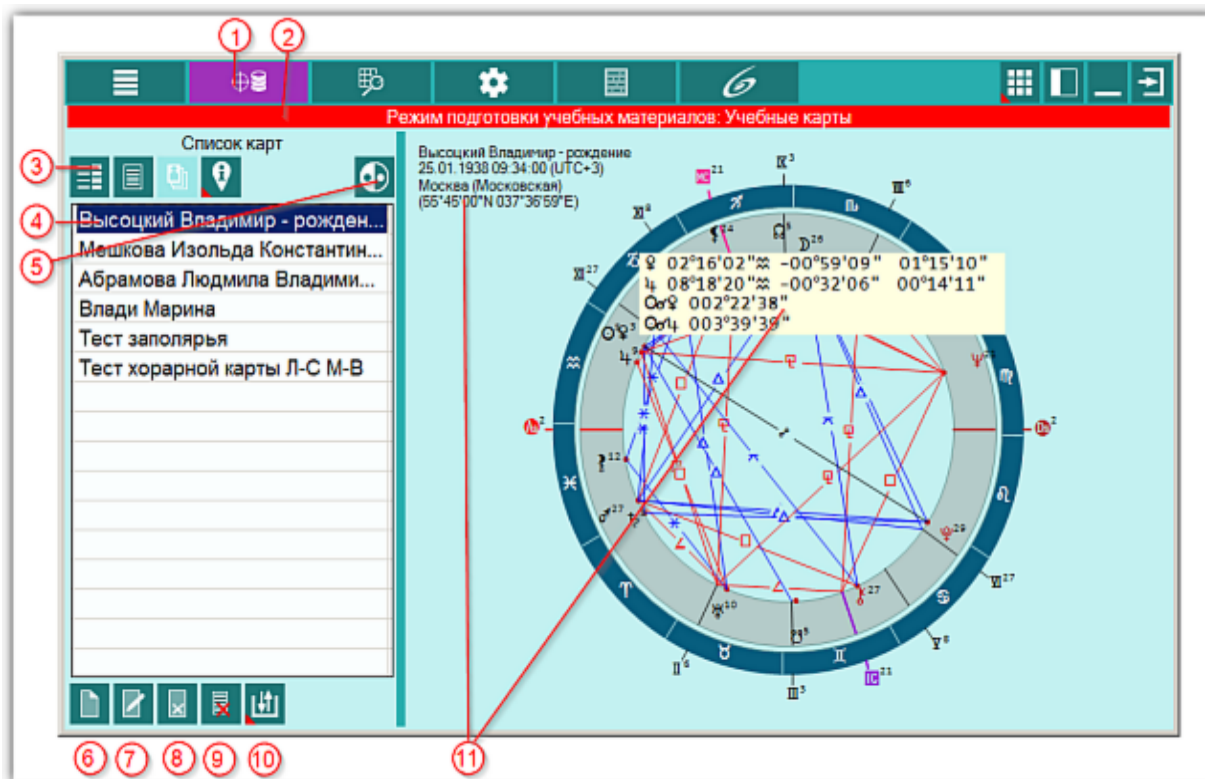 1 2
Режим подготовки учебных материалов: Учебные карты
Список карт
3
4
5
Высоцкий Владимир - рожден...
Мешкова Изольда Константин...
Абрамова Людмила Владими...
Влади Марина
Тест заполярья
Тест хорарной карты Л-С М-В
Высоцкий Владимир - рождение
25.01.1938 09:34:00 (UTC+3)
Москва (Московская)
(55°45'00"N 037°36'59"E)
♀ 02°16'02"♒ -00°59'09" 01°15'10"
♃ 08°18'20"♒ -00°32'06" 00°14'11"
☉☌♀ 002°22'38"
☉☌♃ 003°39'39"
6 7 8 9 10 11